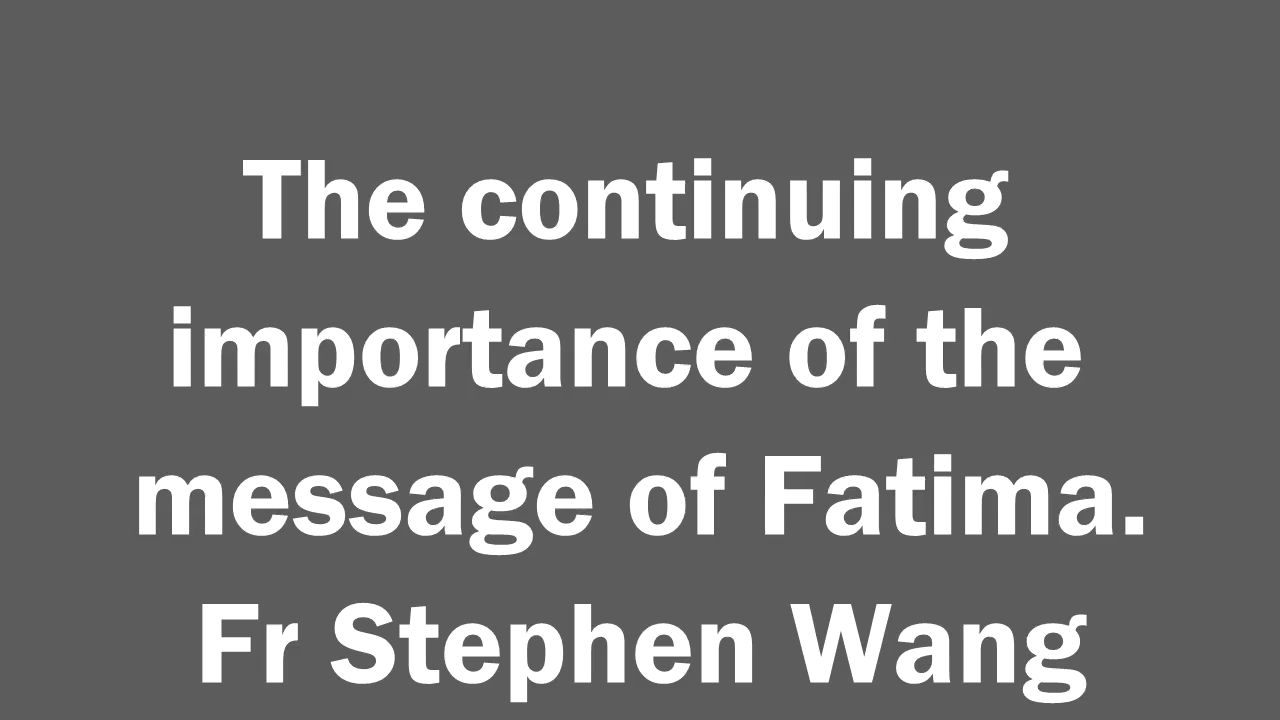 The continuing
importance of the
message of Fatima.
Fr Stephen Wang